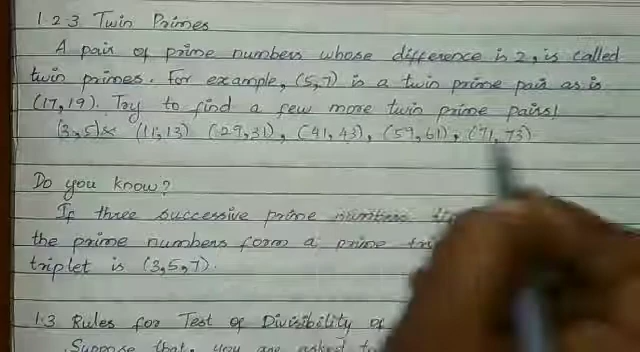 1.2.3 Twin Primes
A pair of prime numbers whose difference is 2, is called
twin primes. For example, (5,7) is a twin prime pair as is
(17,19). Try to find a few more twin prime pairs!
(3,5)& (11,13) (29,31), (41,43), (59,61), (71,73)
Do you know?
If three successive prime numbers
the prime numbers form a prime
triplet is (3,5,7).
1.3 Rules for Test of Divisibility of
Suppose that, you are asked to